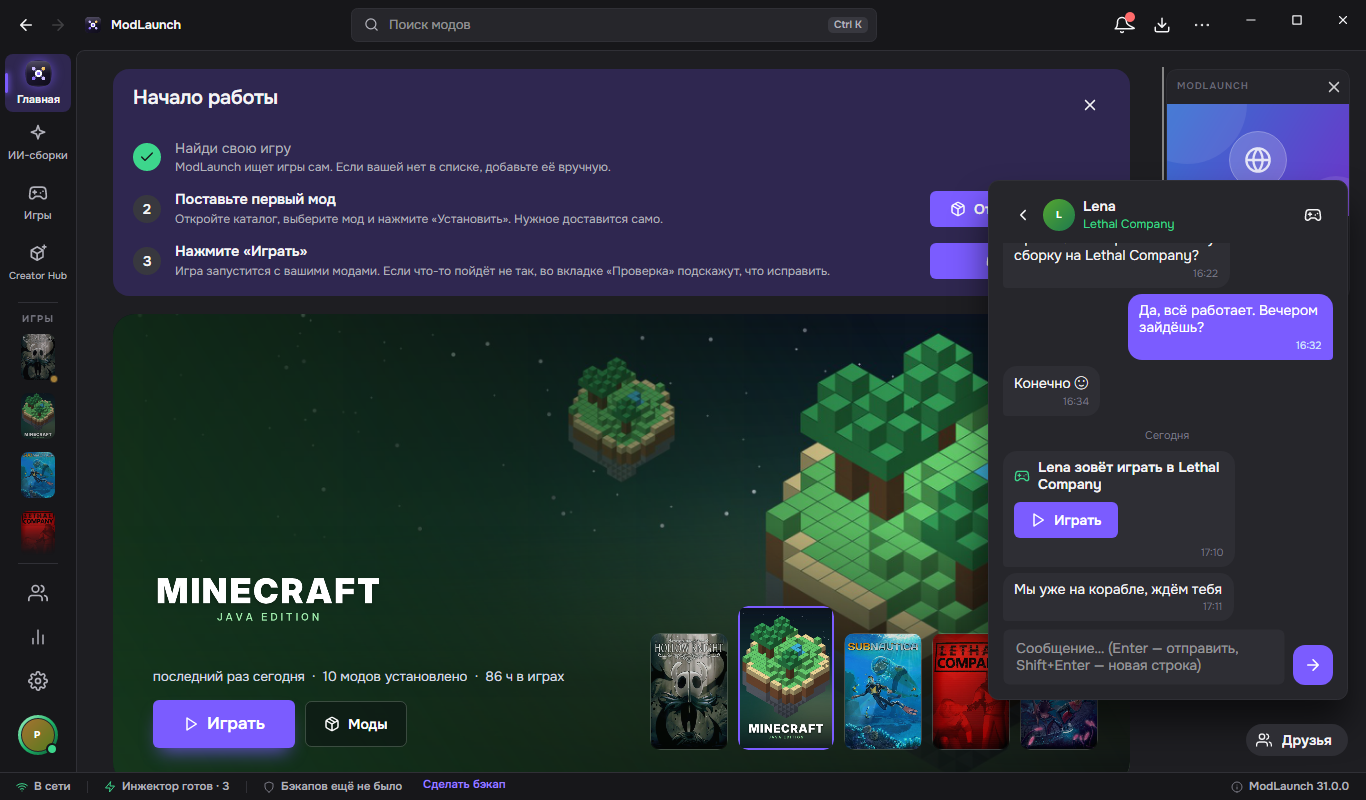 ModLaunch
Поиск модов
Ctrl K
Главная
ИИ-сборки
Игры
Creator Hub
ИГРЫ
MINECRAFT
LETHAL
COMPANY
Начало работы
Найди свою игру
ModLaunch ищет игры сам. Если вашей нет в списке, добавьте её вручную.
2
Поставьте первый мод
Откройте каталог, выберите мод и нажмите «Установить». Нужное доставится само.
3
Нажмите «Играть»
Игра запустится с вашими модами. Если что-то пойдёт не так, во вкладке «Проверка» подскажут, что исправить.
MINECRAFT
JAVA EDITION
последний раз сегодня · 10 модов установлено · 86 ч в играх
Играть
Моды
HOLLOW KNIGHT
MINECRAFT
JAVA EDITION
SUBNAUTICA
MODLAUNCH
L
Lena
Lethal Company
сборку на Lethal Company?
16:22
Да, всё работает. Вечером
зайдёшь?
16:32
Конечно
16:34
Сегодня
Lena зовёт играть в Lethal
Company
Играть
17:10
Мы уже на корабле, ждём тебя
17:11
Сообщение... (Enter — отправить,
Shift+Enter — новая строка)
Друзья
P
В сети
Инжектор готов · 3
Бэкапов ещё не было
Сделать бэкап
ModLaunch 31.0.0